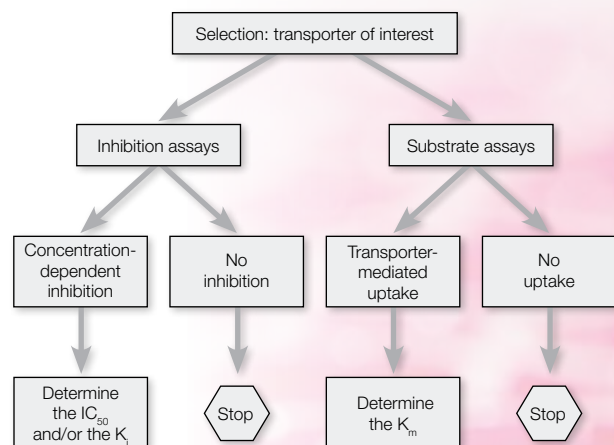 Selection: transporter of interest
Inhibition assays
Substrate assays
Concentration-
dependent
inhibition
No
inhibition
Transporter-
mediated
uptake
No
uptake
Determine
the IC50
and/or the Ki
Stop
Determine
the Km
Stop